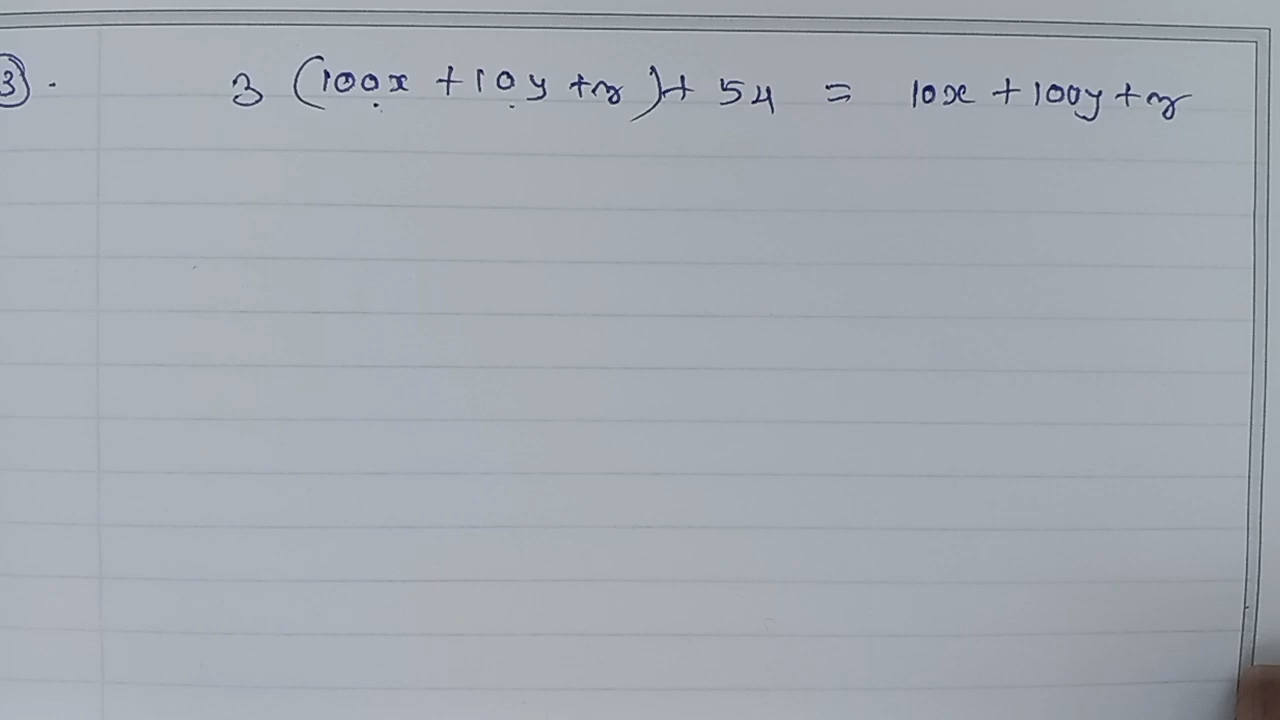 ③. 3 (100x + 10y + z) + 54 = 10x + 100y + z